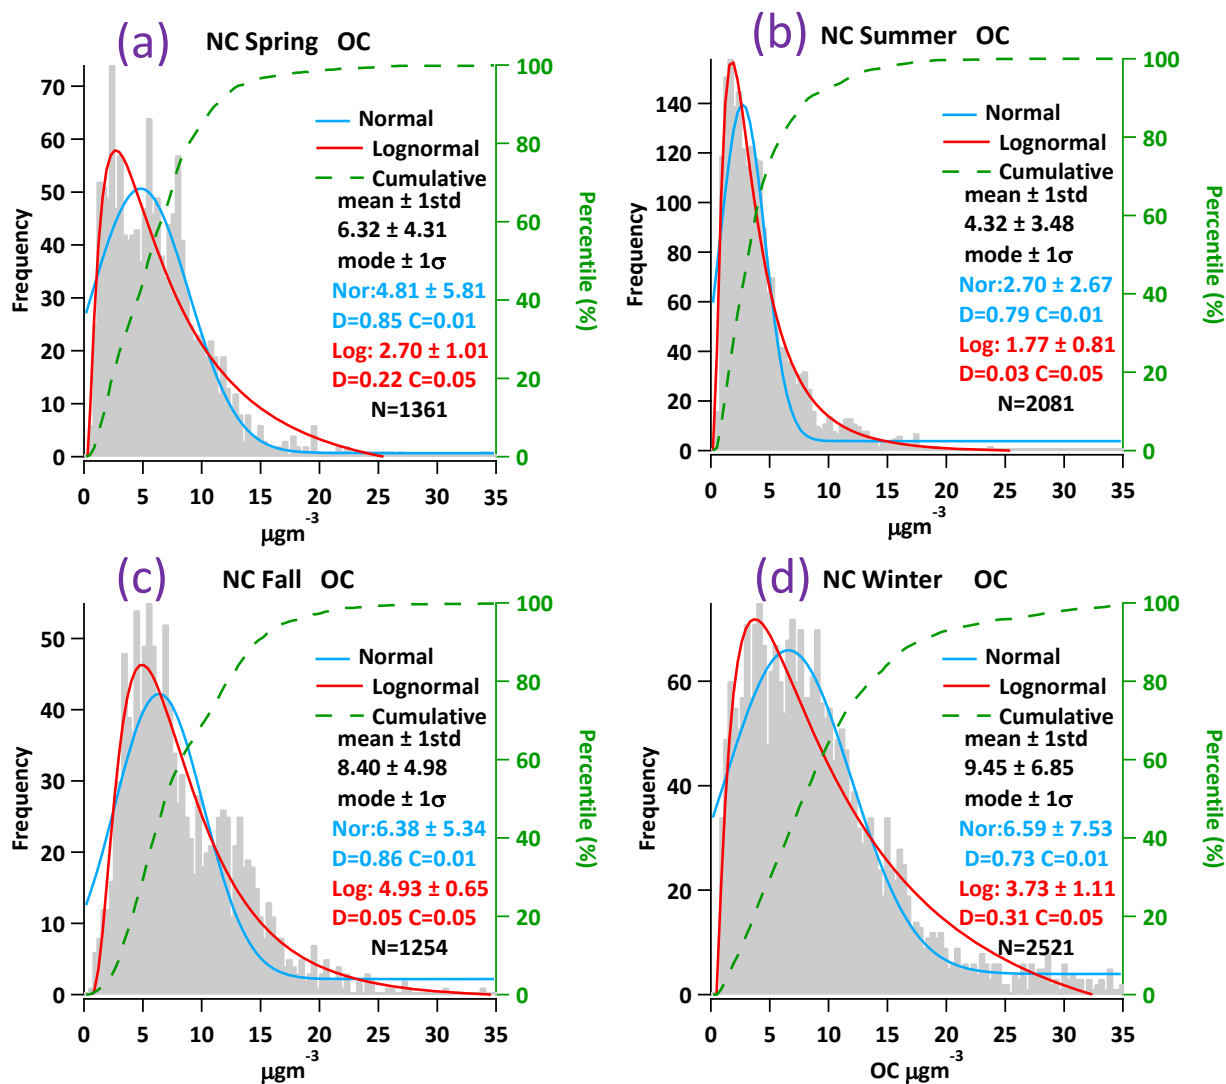 (a)
NC Spring OC
70
60
50
40
30
20
10
0
Frequency
Normal
Lognormal
Cumulative
mean ± 1std
6.32 ± 4.31
mode ± 1σ
Nor:4.81 ± 5.81
D=0.85 C=0.01
Log: 2.70 ± 1.01
D=0.22 C=0.05
N=1361
100
80
60
40
20
0
Percentile (%)
0 5 10 15 20 25 30 35
µgm-3
(b)
NC Summer OC
140
120
100
80
60
40
20
0
Frequency
Normal
Lognormal
Cumulative
mean ± 1std
4.32 ± 3.48
mode ± 1σ
Nor:2.70 ± 2.67
D=0.79 C=0.01
Log: 1.77 ± 0.81
D=0.03 C=0.05
N=2081
100
80
60
40
20
0
Percentile (%)
0 5 10 15 20 25 30 35
µgm-3
(c)
NC Fall OC
50
40
30
20
10
0
Frequency
Normal
Lognormal
Cumulative
mean ± 1std
8.40 ± 4.98
mode ± 1σ
Nor:6.38 ± 5.34
D=0.86 C=0.01
Log: 4.93 ± 0.65
D=0.05 C=0.05
N=1254
100
80
60
40
20
0
Percentile (%)
0 5 10 15 20 25 30 35
µgm-3
(d)
NC Winter OC
60
40
20
0
Frequency
Normal
Lognormal
Cumulative
mean ± 1std
9.45 ± 6.85
mode ± 1σ
Nor:6.59 ± 7.53
D=0.73 C=0.01
Log: 3.73 ± 1.11
D=0.31 C=0.05
N=2521
100
80
60
40
20
0
Percentile (%)
0 5 10 15 20 25 30 35
OC µgm-3